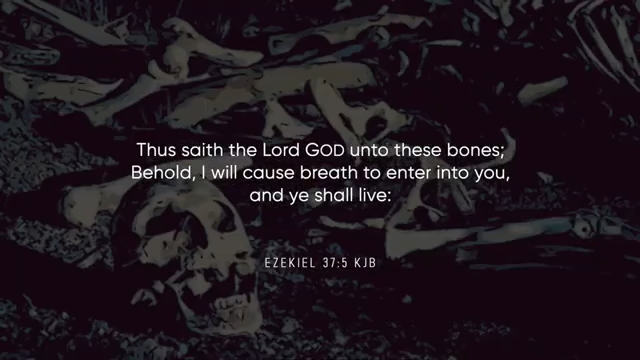 Thus saith the Lord GOD unto these bones;
Behold, I will cause breath to enter into you,
and ye shall live:
EZEKIEL 37:5 KJB